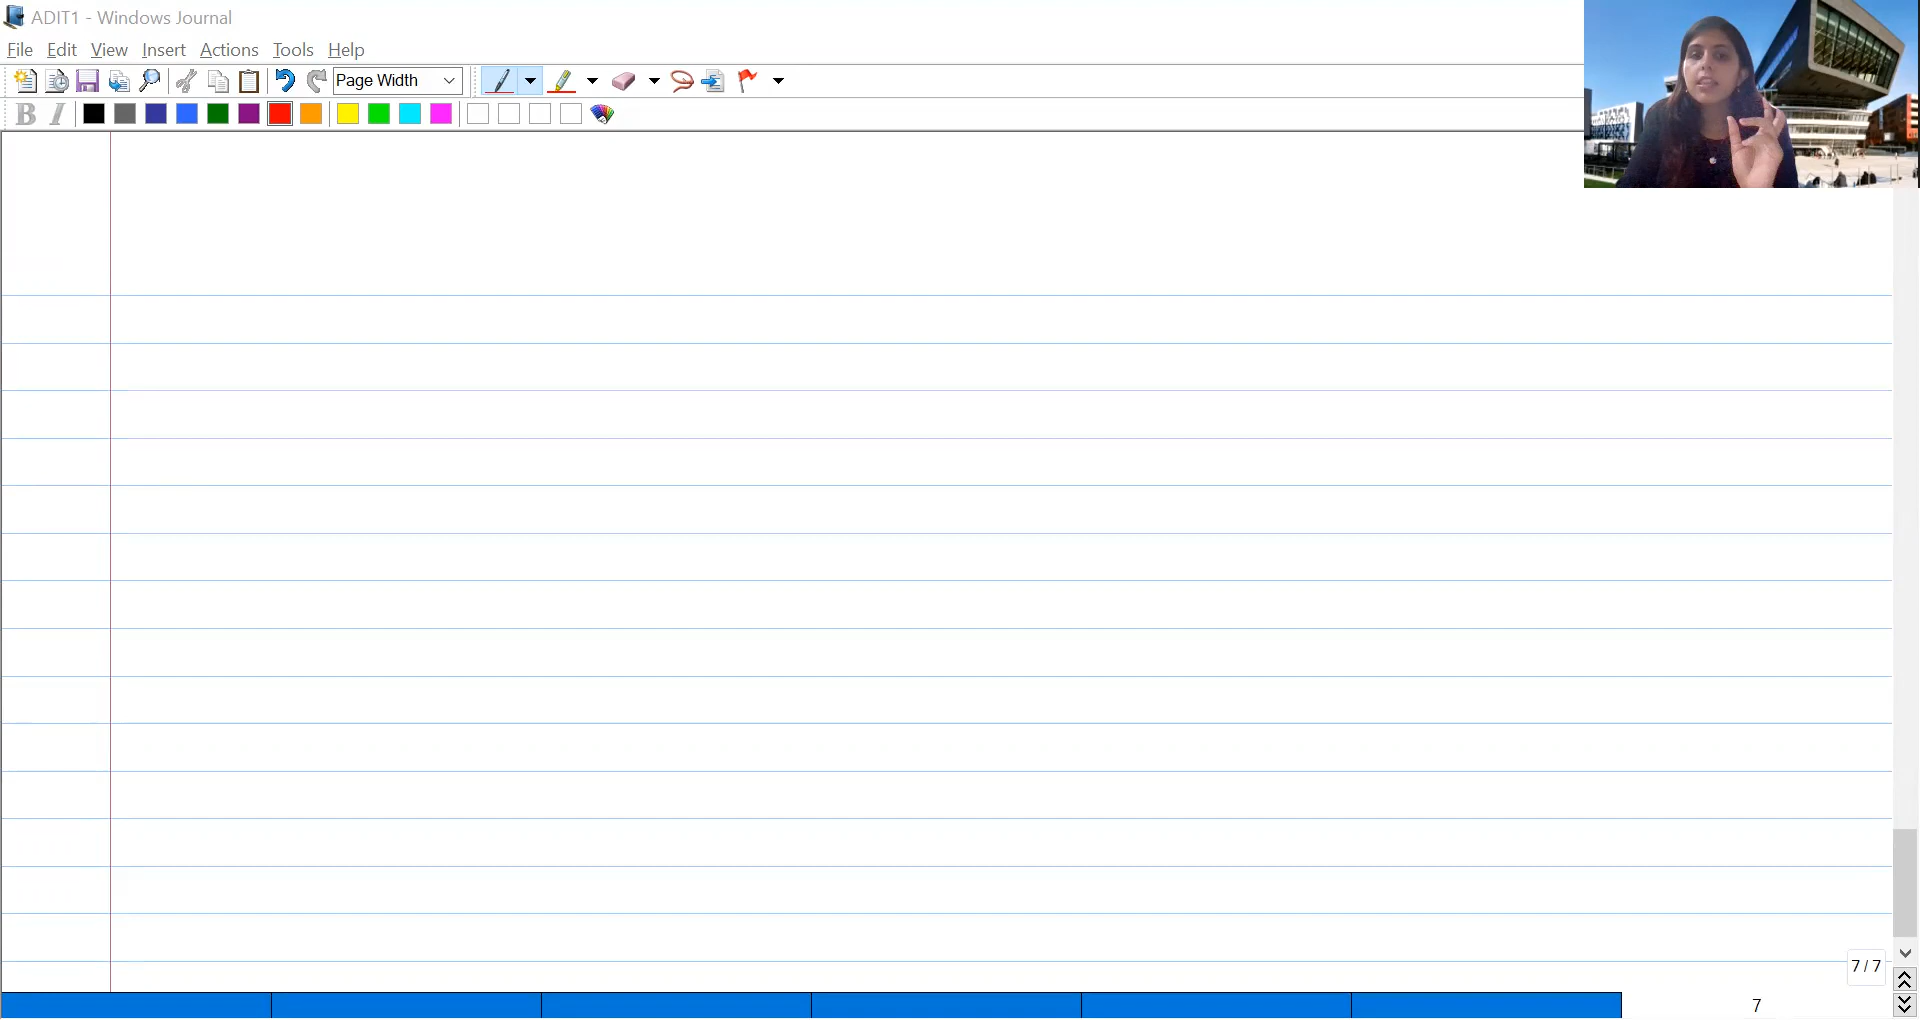 ADIT1 - Windows Journal
File Edit View Insert Actions Tools Help
Page Width
B I
7 / 7
7